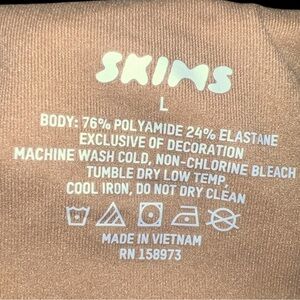 SKIMS
L
BODY: 76% POLYAMIDE 24% ELASTANE
EXCLUSIVE OF DECORATION
MACHINE WASH COLD, NON-CHLORINE BLEACH
TUMBLE DRY LOW TEMP,
COOL IRON, DO NOT DRY CLEAN
MADE IN VIETNAM
RN 158973